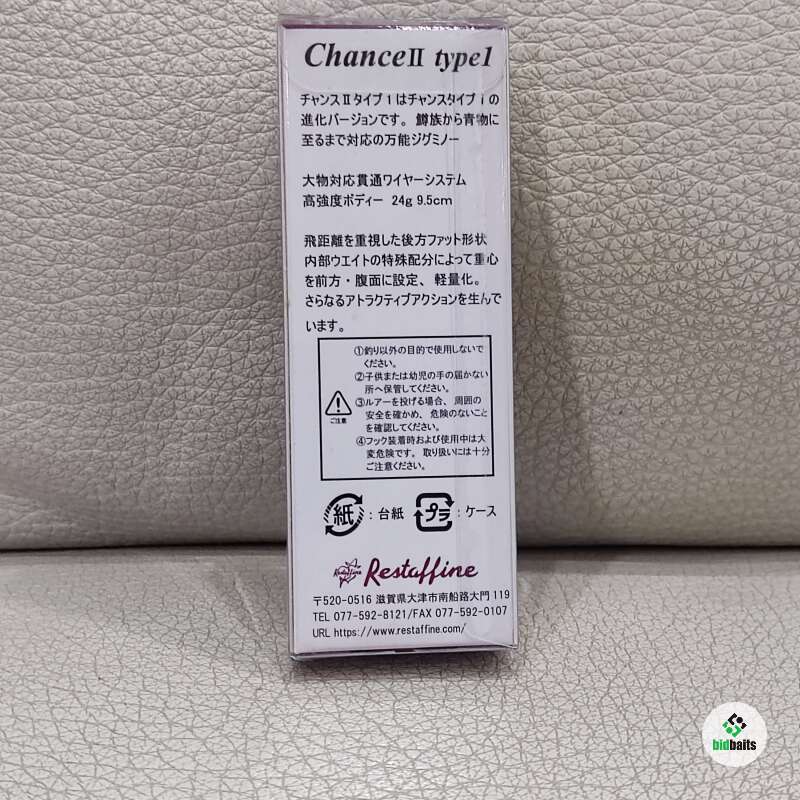 ChanceII type1
チャンスⅡタイプ1はチャンスタイプ1の
進化バージョンです。鱒族から青物に
至るまで対応の万能ジグミノー
大物対応貫通ワイヤーシステム
高強度ボディー 24g 9.5cm
飛距離を重視した後方ファット形状
内部ウエイトの特殊配分によって重心
を前方・腹面に設定、軽量化。
さらなるアトラクティブアクションを生んで
います。
①釣り以外の目的で使用しないで
ください。
②子供または幼児の手の届かない
所へ保管してください。
③ルアーを投げる場合、周囲の
安全を確かめ、危険のないこと
を確認してください。
④フック装着時および使用中は大
変危険です。取り扱いには十分
ご注意ください。
ご注意
紙:台紙 プラ:ケース
Restaffine Restaffine
〒520-0516 滋賀県大津市南船路大門 119
TEL 077-592-8121/FAX 077-592-0107
URL https://www.restaffine.com/
bidbaits